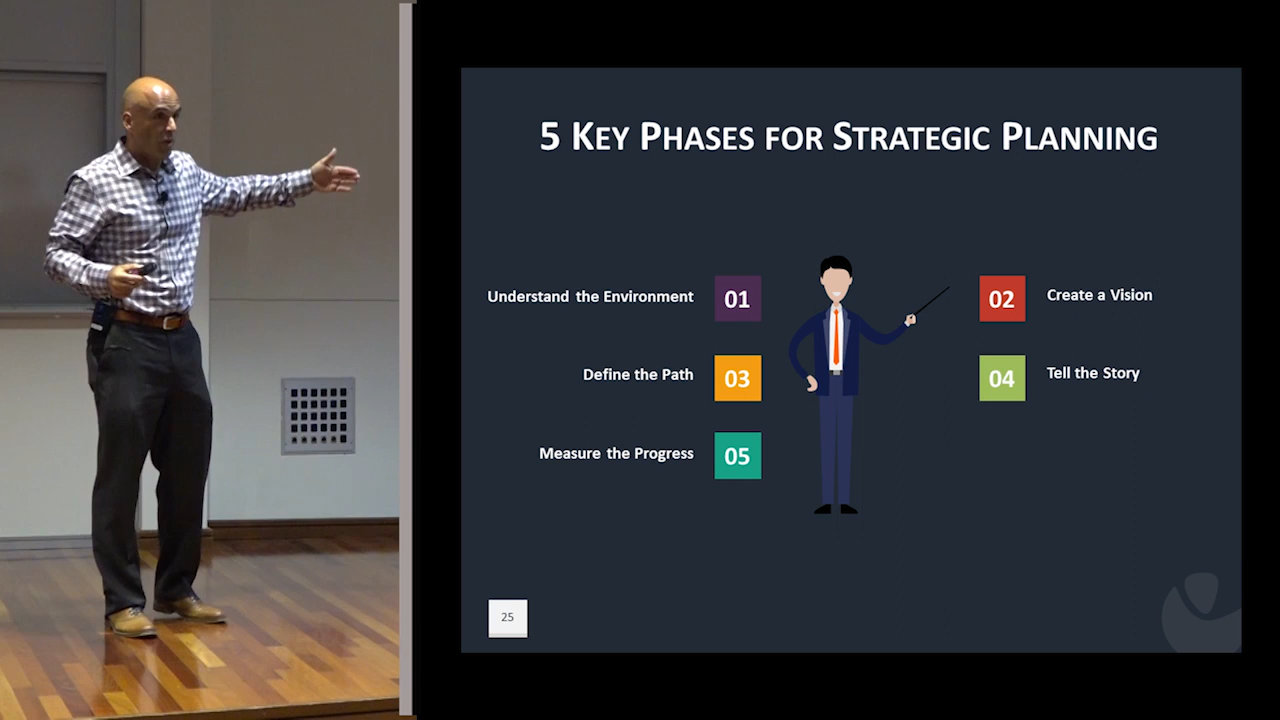 5 KEY PHASES FOR STRATEGIC PLANNING
Understand the Environment 01
02 Create a Vision
Define the Path 03
04 Tell the Story
Measure the Progress 05
25